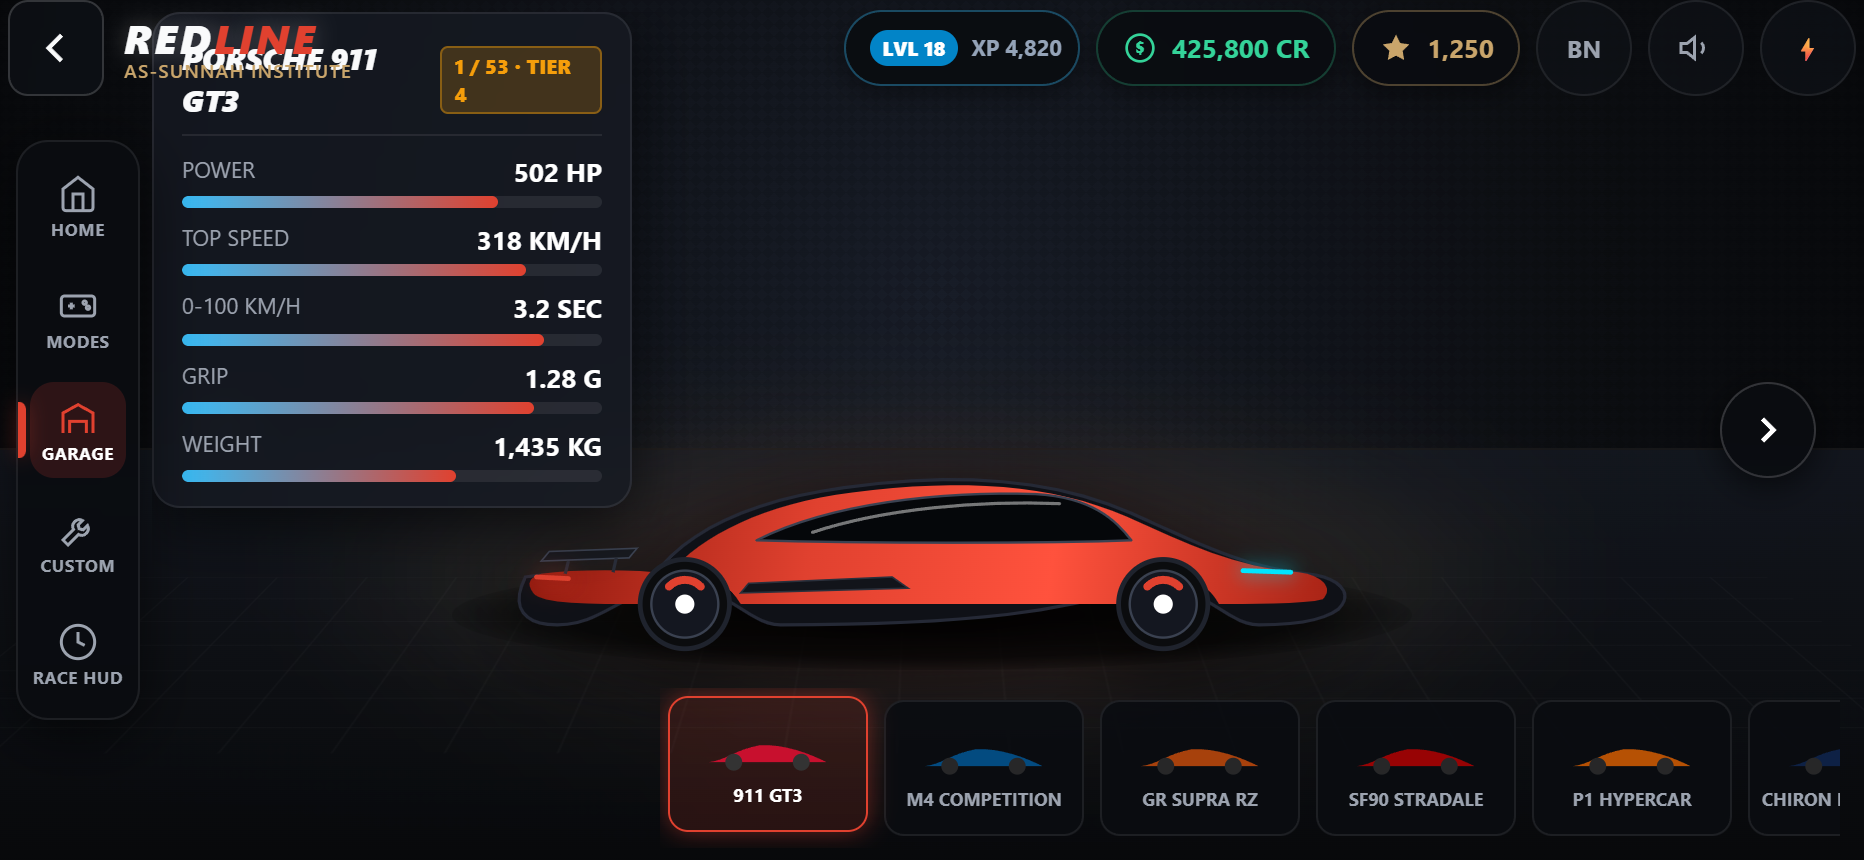 REDLINE
AS-SUNNAH INSTITUTE
LVL 18 XP 4,820
$ 425,800 CR
1,250
BN
PORSCHE 911
GT3
1 / 53 · TIER
4
POWER 502 HP
TOP SPEED 318 KM/H
0-100 KM/H 3.2 SEC
GRIP 1.28 G
WEIGHT 1,435 KG
HOME
MODES
GARAGE
CUSTOM
RACE HUD
911 GT3
M4 COMPETITION
GR SUPRA RZ
SF90 STRADALE
P1 HYPERCAR
CHIRON